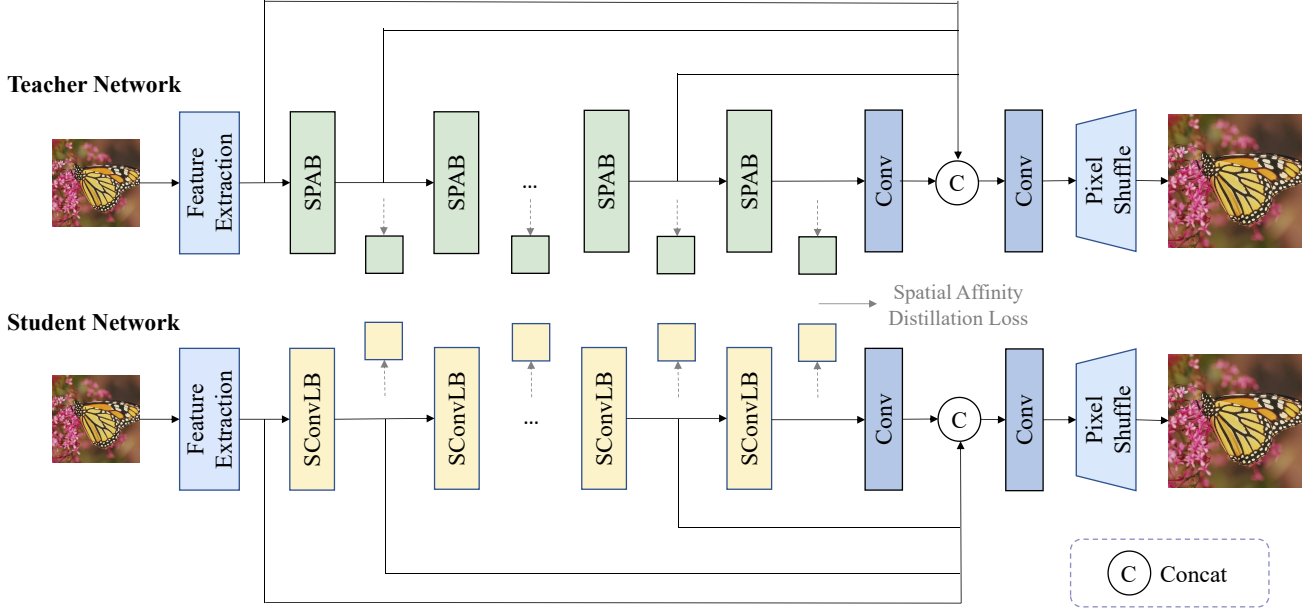 Teacher Network
Feature
Extraction
SPAB
SPAB
...
SPAB
SPAB
Conv
C
Conv
Pixel
Shuffle
Spatial Affinity
Distillation Loss
Student Network
Feature
Extraction
SConvLB
SConvLB
...
SConvLB
SConvLB
Conv
C
Conv
Pixel
Shuffle
C Concat